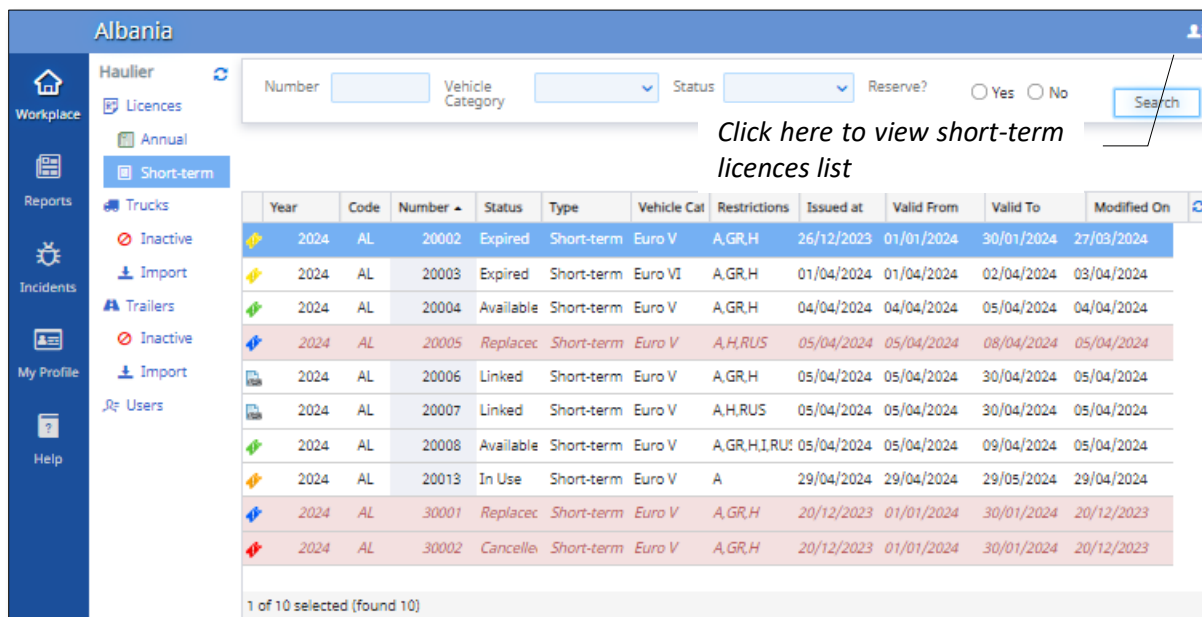 Albania
Workplace
Reports
Incidents
My Profile
Help
Haulier
Licences
Annual
Short-term
Trucks
Inactive
Import
Trailers
Inactive
Import
Users
Number Vehicle Category Status Reserve? Yes No Search
Click here to view short-term
licences list
Year Code Number Status Type Vehicle Cat Restrictions Issued at Valid From Valid To Modified On
2024 AL 20002 Expired Short-term Euro V A,GR,H 26/12/2023 01/01/2024 30/01/2024 27/03/2024
2024 AL 20003 Expired Short-term Euro VI A,GR,H 01/04/2024 01/04/2024 02/04/2024 03/04/2024
2024 AL 20004 Available Short-term Euro V A,GR,H 04/04/2024 04/04/2024 05/04/2024 04/04/2024
2024 AL 20005 Replaced Short-term Euro V A,H,RUS 05/04/2024 05/04/2024 08/04/2024 05/04/2024
2024 AL 20006 Linked Short-term Euro V A,GR,H 05/04/2024 05/04/2024 30/04/2024 05/04/2024
2024 AL 20007 Linked Short-term Euro V A,H,RUS 05/04/2024 05/04/2024 30/04/2024 05/04/2024
2024 AL 20008 Available Short-term Euro V A,GR,H,I,RUS 05/04/2024 05/04/2024 09/04/2024 05/04/2024
2024 AL 20013 In Use Short-term Euro V A 29/04/2024 29/04/2024 29/05/2024 29/04/2024
2024 AL 30001 Replaced Short-term Euro V A,GR,H 20/12/2023 01/01/2024 30/01/2024 20/12/2023
2024 AL 30002 Cancelle Short-term Euro V A,GR,H 20/12/2023 01/01/2024 30/01/2024 20/12/2023
1 of 10 selected (found 10)